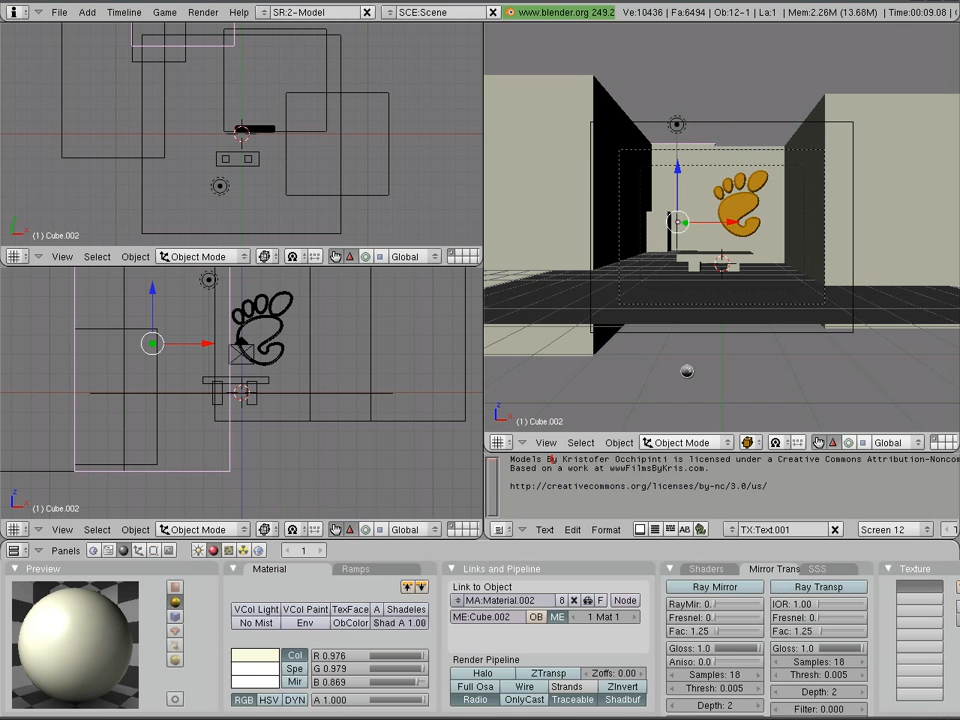 File Add Timeline Game Render Help SR:2-Model SCE:Scene www.blender.org 249.2 Ve:10436 | Fa:6494 | Ob:12-1 | La:1 | Mem:2.26M (13.68M) | Time:00:09.08 |
(1) Cube.002
View Select Object Object Mode Global
(1) Cube.002
View Select Object Object Mode Global
(1) Cube.002
View Select Object Object Mode Global
Models By Kristofer Occhipinti is licensed under a Creative Commons Attribution-Noncom
Based on a work at wwwFilmsByKris.com.
http://creativecommons.org/licenses/by-nc/3.0/us/
Text Edit Format TX:Text.001 Screen 12
Panels 1
Preview
Material Ramps
VCol Light VCol Paint TexFace A Shadeles
No Mist Env ObColor Shad A 1.00
Col R 0.976
Spe G 0.979
Mir B 0.869
RGB HSV DYN A 1.000
Links and Pipeline
Link to Object
MA:Material.002 8 F Node
ME:Cube.002 OB ME 1 Mat 1
Render Pipeline
Halo ZTransp Zoffs: 0.00
Full Osa Wire Strands ZInvert
Radio OnlyCast Traceable Shadbuf
Shaders Mirror Trans SSS
Ray Mirror Ray Transp
RayMir: 0. IOR: 1.00
Fresnel: 0. Fresnel: 0.
Fac: 1.25 Fac: 1.25
Gloss: 1.0 Gloss: 1.0
Aniso: 0.0 Samples: 18
Samples: 18 Thresh: 0.005
Thresh: 0.005 Depth: 2
Depth: 2 Filter: 0.000
Texture